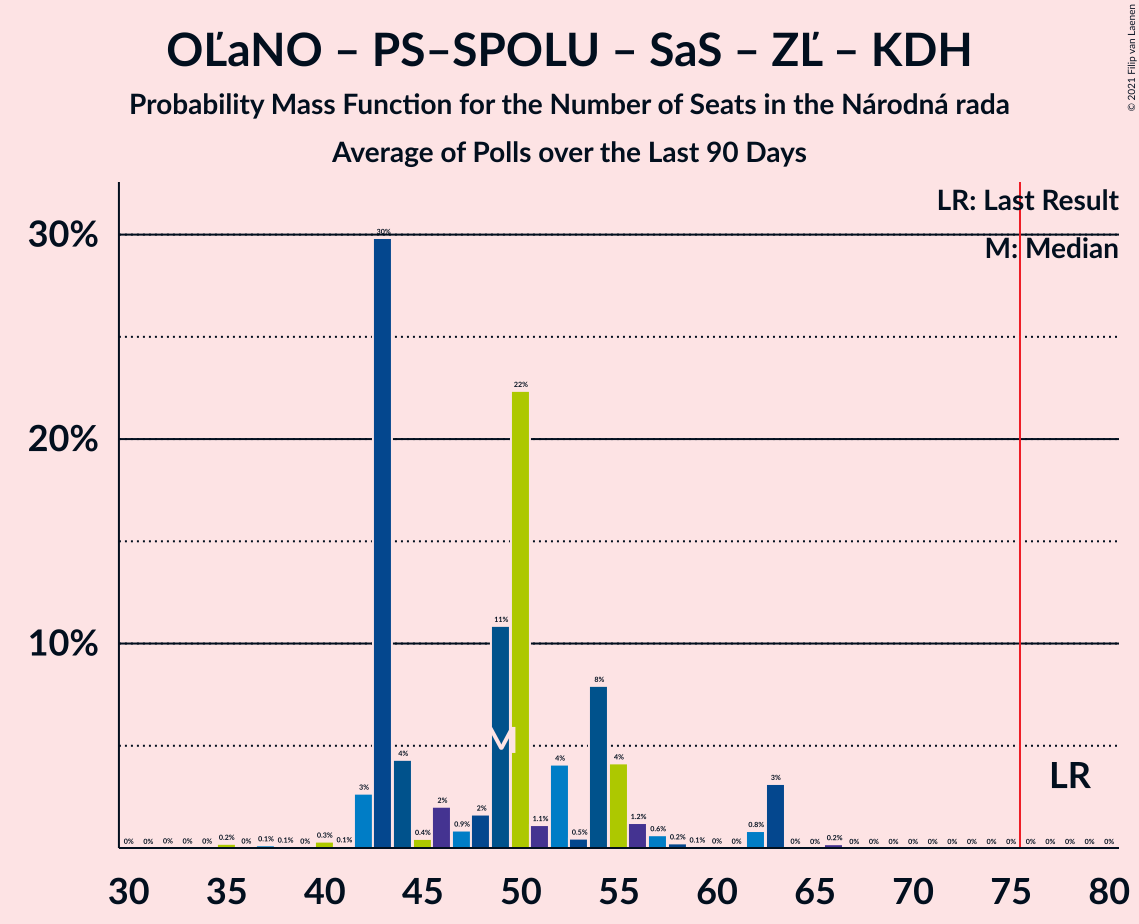 OĽaNO – PS–SPOLU – SaS – ZĽ – KDH
Probability Mass Function for the Number of Seats in the Národná rada
Average of Polls over the Last 90 Days
© 2021 Filip van Laenen
LR: Last Result
M: Median
30%
20%
10%
0% 0% 0% 0% 0% 0.2% 0% 0.1% 0.1% 0% 0.3% 0.1% 3% 30% 4% 0.4% 2% 0.9% 2% 11% 22% 1.1% 4% 0.5% 8% 4% 1.2% 0.6% 0.2% 0.1% 0% 0% 0.8% 3% 0% 0% 0.2% 0% 0% 0% 0% 0% 0% 0% 0% 0% 0% 0% 0% 0% 0%
M
LR
30 35 40 45 50 55 60 65 70 75 80